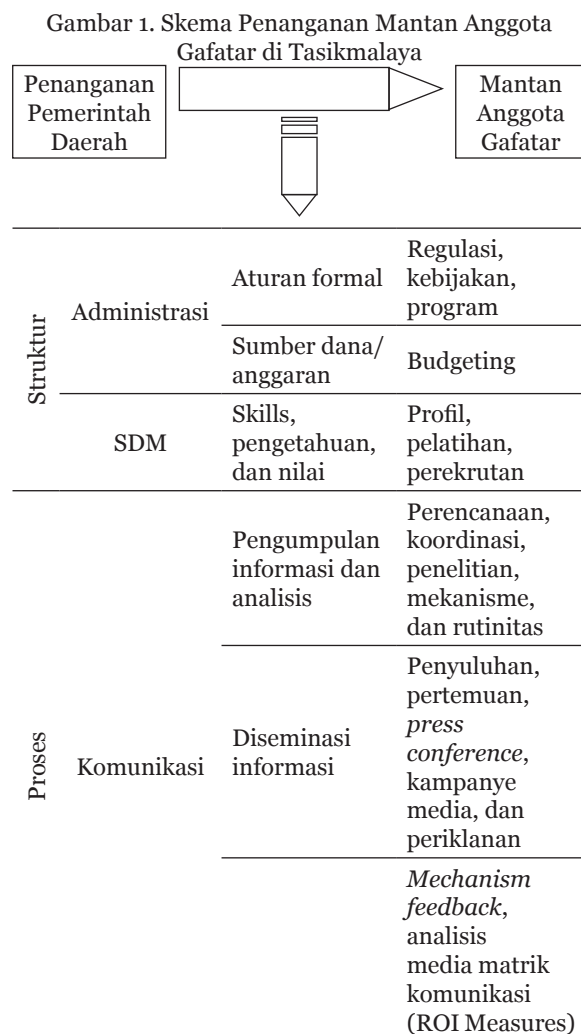 Gambar 1. Skema Penanganan Mantan Anggota
Gafatar di Tasikmalaya
Penanganan
Pemerintah
Daerah
Mantan
Anggota
Gafatar
Struktur
Administrasi
Aturan formal
Regulasi,
kebijakan,
program
Sumber dana/
anggaran
Budgeting
SDM
Skills,
pengetahuan,
dan nilai
Profil,
pelatihan,
perekrutan
Proses
Komunikasi
Pengumpulan
informasi dan
analisis
Perencanaan,
koordinasi,
penelitian,
mekanisme,
dan rutinitas
Diseminasi
informasi
Penyuluhan,
pertemuan,
press
conference,
kampanye
media, dan
periklanan
Mechanism
feedback,
analisis
media matrik
komunikasi
(ROI Measures)